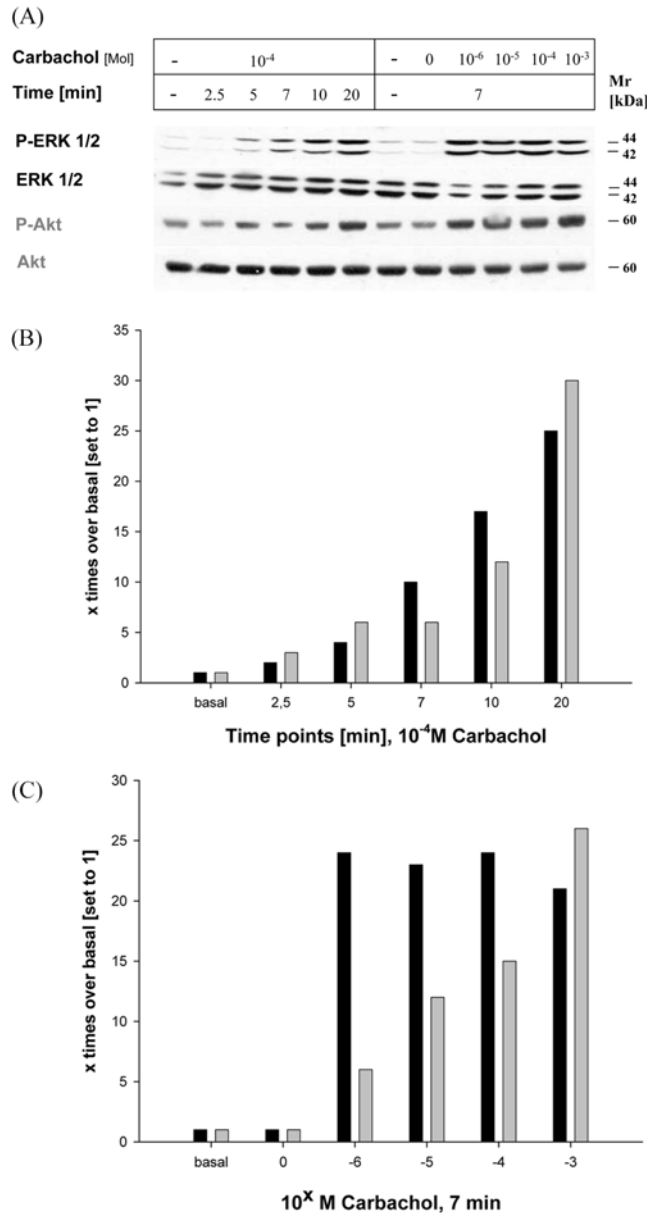 (A)
Carbachol [Mol] - 10⁻⁴ - 0 10⁻⁶ 10⁻⁵ 10⁻⁴ 10⁻³
Time [min] - 2.5 5 7 10 20 - 7
Mr
[kDa]
P-ERK 1/2
44
42
ERK 1/2
44
42
P-Akt
60
Akt
60
(B)
35
30
25
20
15
10
5
0
x times over basal [set to 1]
basal 2,5 5 7 10 20
Time points [min], 10⁻⁴M Carbachol
(C)
30
25
20
15
10
5
0
x times over basal [set to 1]
basal 0 -6 -5 -4 -3
10ˣ M Carbachol, 7 min